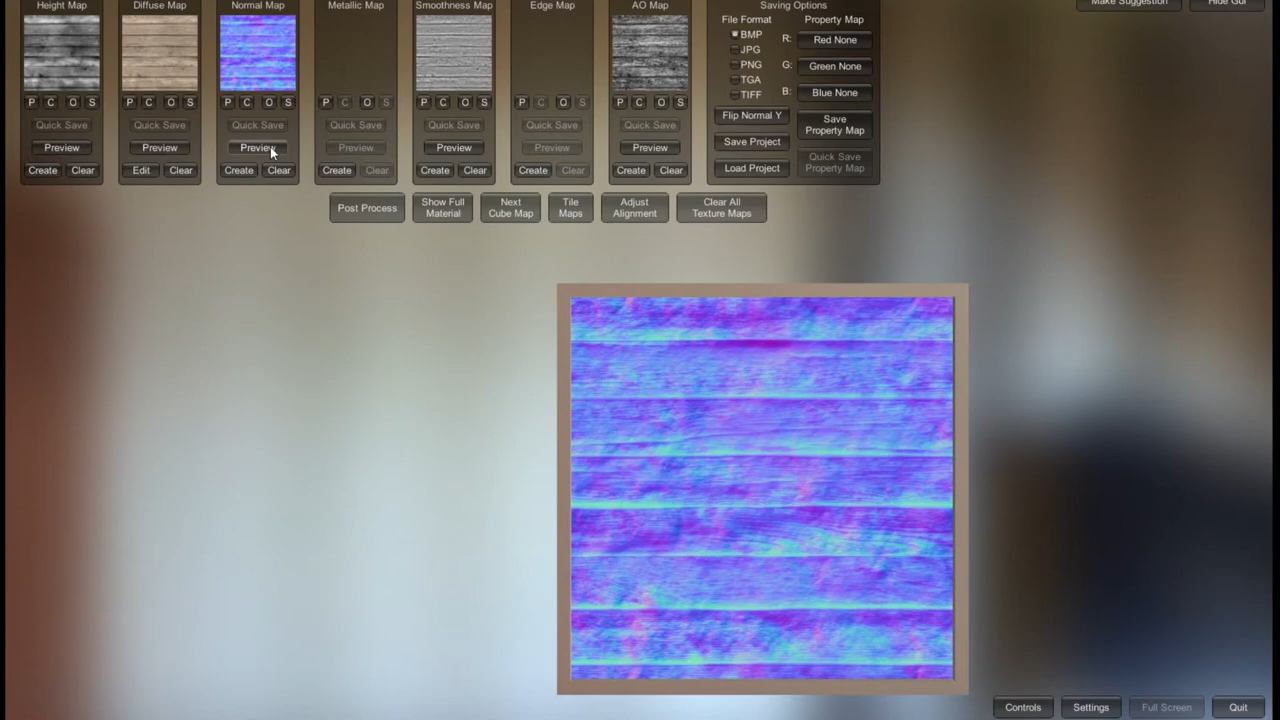 Height Map
Diffuse Map
Normal Map
Metallic Map
Smoothness Map
Edge Map
AO Map
Saving Options
Make Suggestion
Hide Gui
P C O S
P C O S
P C O S
P C O S
P C O S
P C O S
P C O S
Quick Save
Quick Save
Quick Save
Quick Save
Quick Save
Quick Save
Quick Save
Preview
Preview
Preview
Preview
Preview
Preview
Preview
Create Clear
Edit Clear
Create Clear
Create Clear
Create Clear
Create Clear
Create Clear
File Format
BMP
JPG
PNG
TGA
TIFF
Flip Normal Y
Save Project
Load Project
Property Map
R: Red None
G: Green None
B: Blue None
Save
Property Map
Quick Save
Property Map
Post Process
Show Full
Material
Next
Cube Map
Tile
Maps
Adjust
Alignment
Clear All
Texture Maps
Controls
Settings
Full Screen
Quit